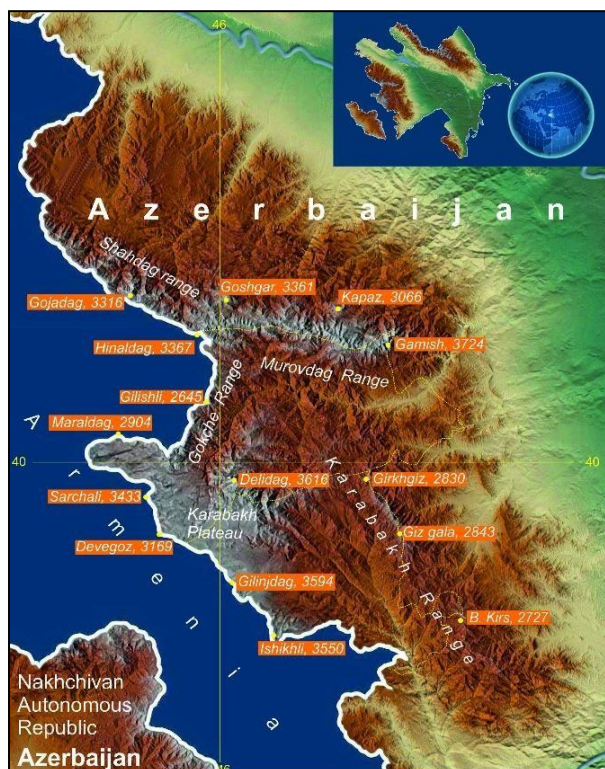 46
A z e r b a i j a n
Shahdag range
Goshgar, 3361
Gojadag, 3316
Kapaz, 3066
Hinaldag, 3367
Gamish, 3724
Murovdag Range
Gilishli, 2645
Gokche Range
Maraldag, 2904
40
40
Delidag, 3616
Girkhgiz, 2830
Sarchali, 3433
Karabakh
Plateau
Karabakh Range
Devegoz, 3169
Giz gala, 2843
Gilinjdag, 3594
B. Kirs, 2727
Ishikhli, 3550
A r m e n i a
Nakhchivan
Autonomous
Republic
Azerbaijan
46